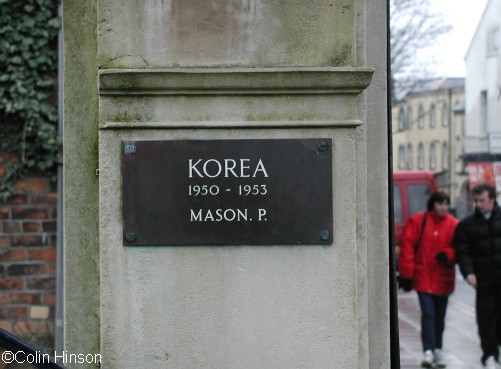 KOREA
1950 - 1953
MASON. P.
©Colin Hinson